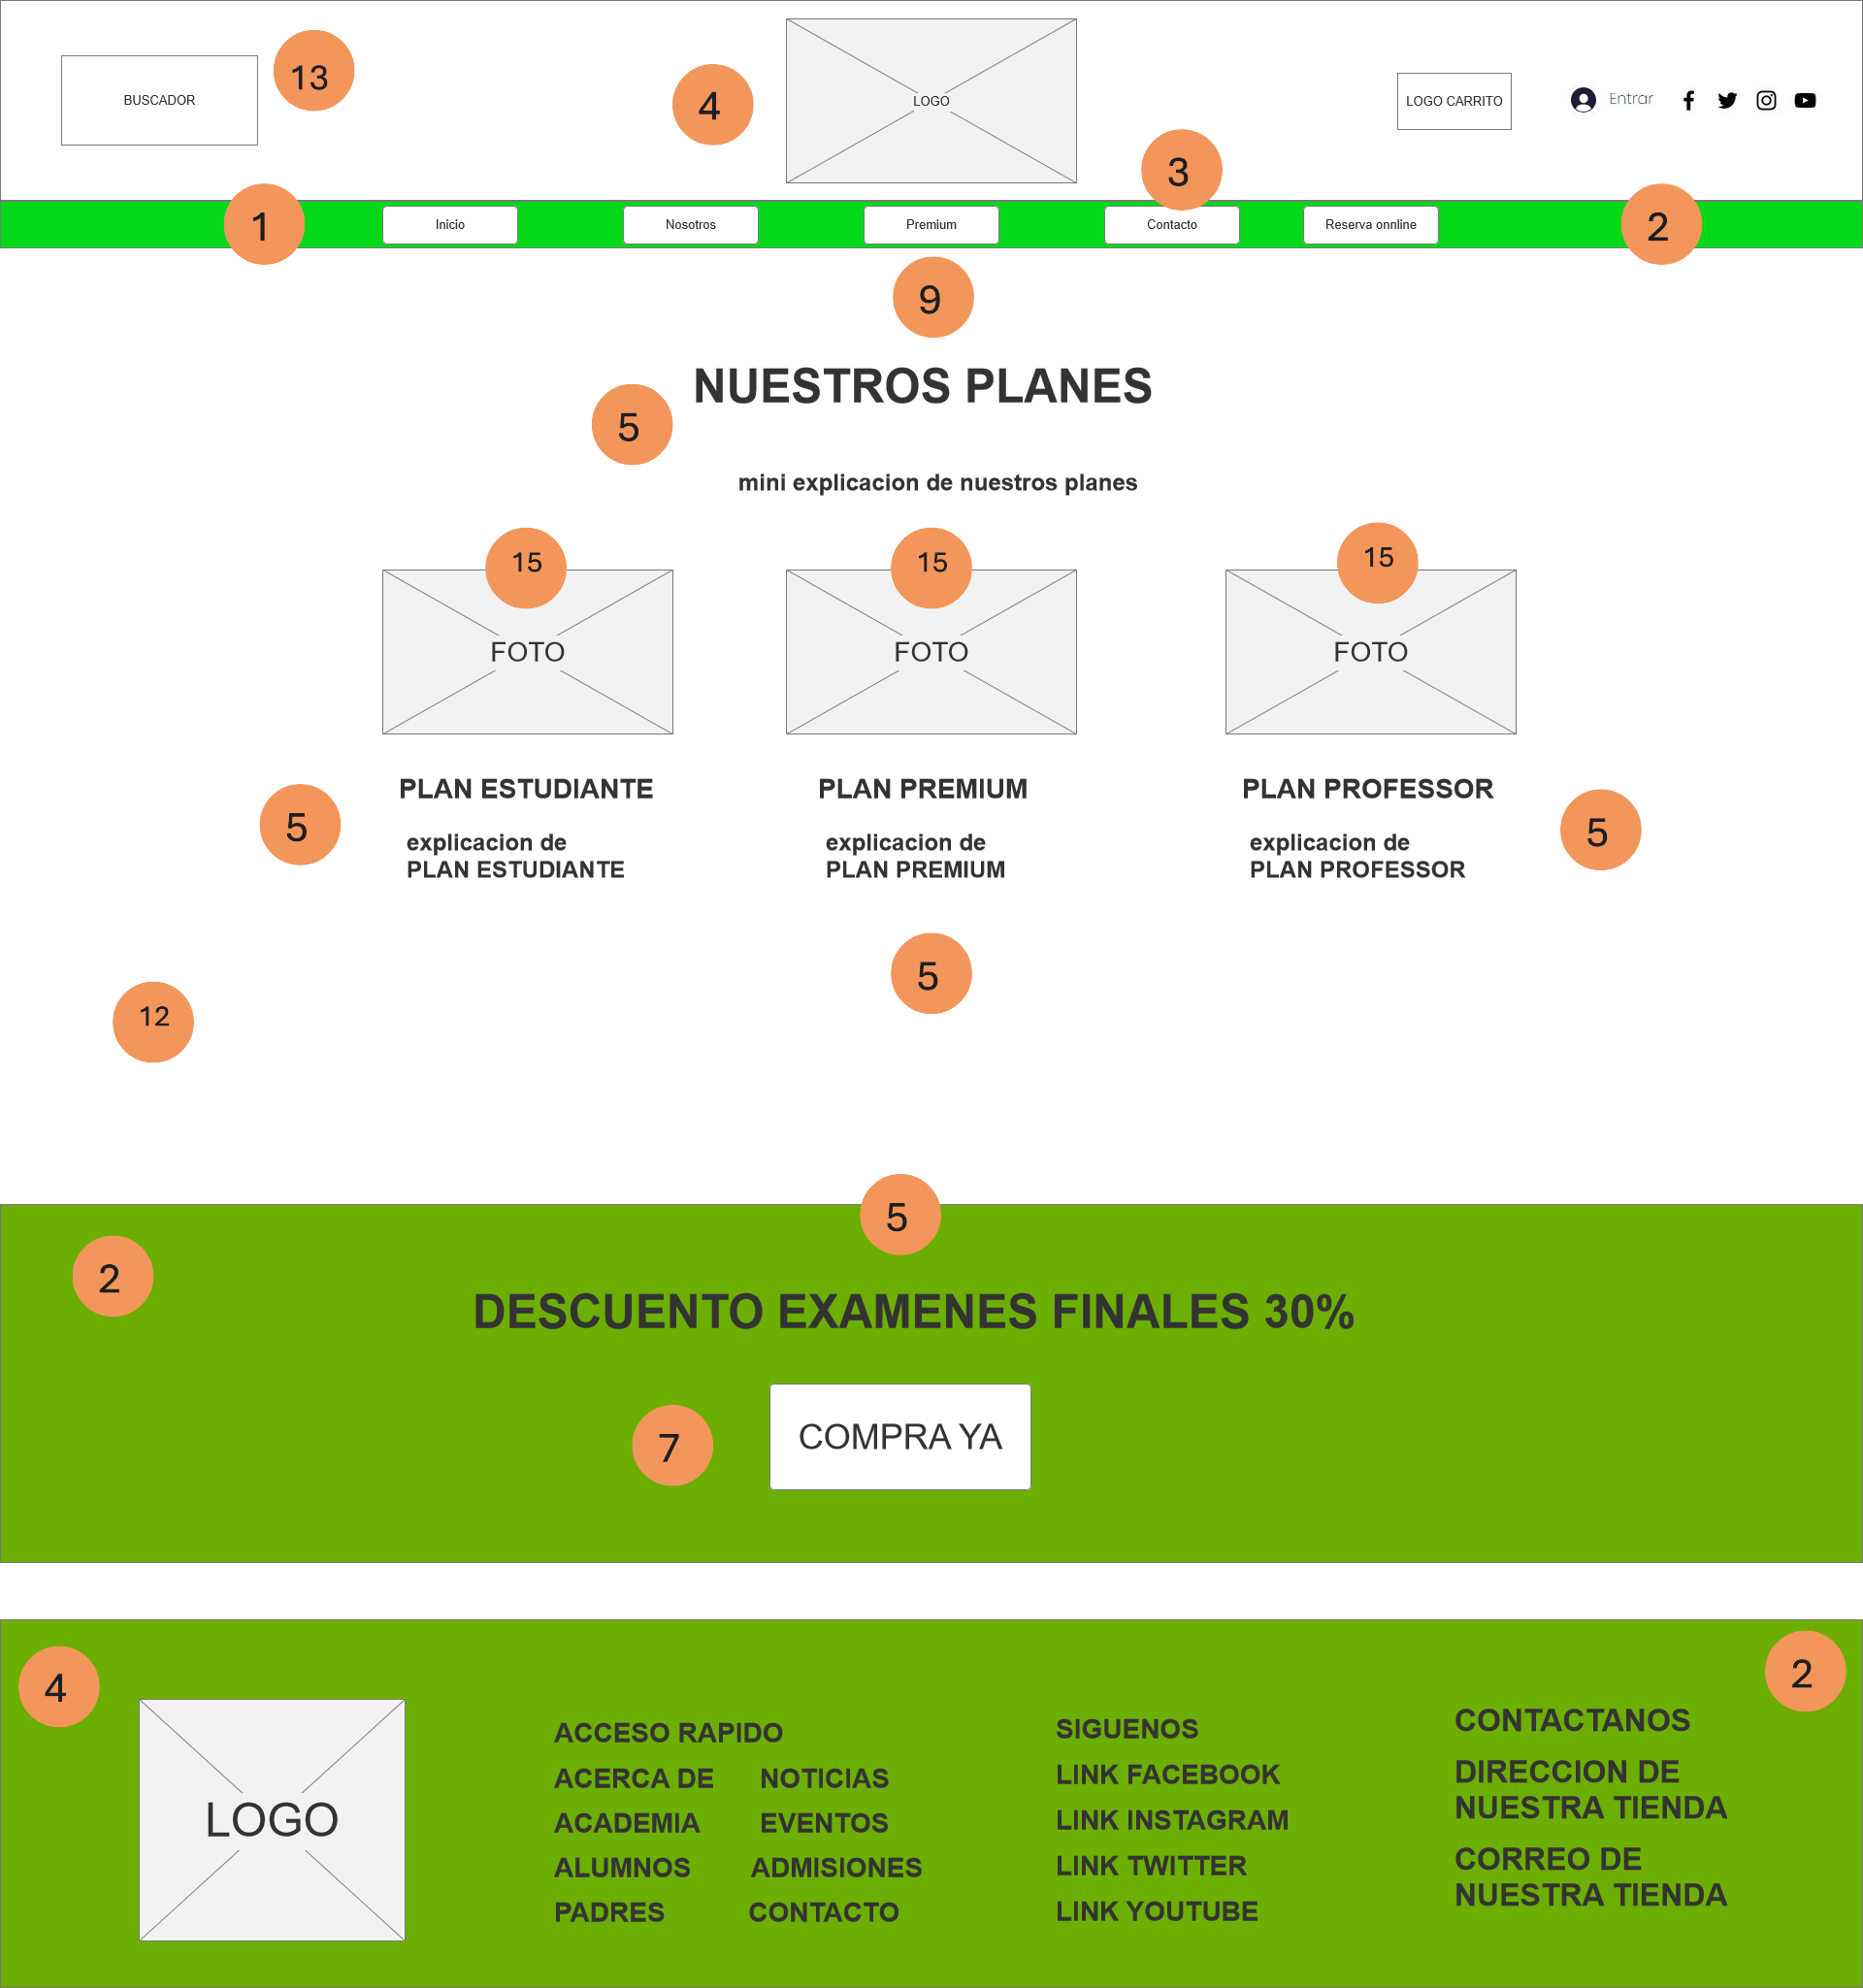 BUSCADOR
13
4
LOGO
LOGO CARRITO
Entrar
3
1
Inicio
Nosotros
Premium
Contacto
Reserva onnline
2
9
NUESTROS PLANES
5
mini explicacion de nuestros planes
15
15
15
FOTO
FOTO
FOTO
PLAN ESTUDIANTE
PLAN PREMIUM
PLAN PROFESSOR
5
5
explicacion de
PLAN ESTUDIANTE
explicacion de
PLAN PREMIUM
explicacion de
PLAN PROFESSOR
5
12
5
2
DESCUENTO EXAMENES FINALES 30%
7
COMPRA YA
4
2
LOGO
ACCESO RAPIDO
ACERCA DE NOTICIAS
ACADEMIA EVENTOS
ALUMNOS ADMISIONES
PADRES CONTACTO
SIGUENOS
LINK FACEBOOK
LINK INSTAGRAM
LINK TWITTER
LINK YOUTUBE
CONTACTANOS
DIRECCION DE
NUESTRA TIENDA
CORREO DE
NUESTRA TIENDA